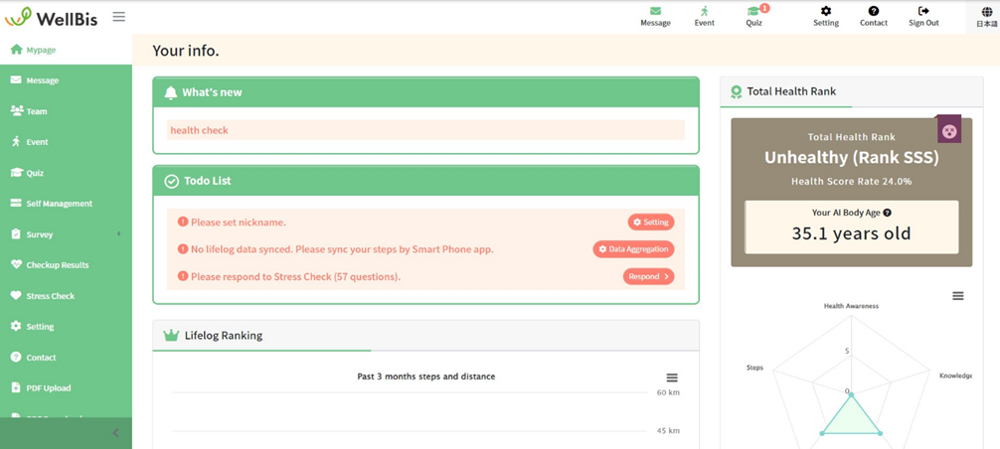 WellBis
Message
Event
Quiz
1
Setting
Contact
Sign Out
日本語
Mypage
Message
Team
Event
Quiz
Self Management
Survey
Checkup Results
Stress Check
Setting
Contact
PDF Upload
Your info.
What's new
health check
Todo List
Please set nickname.
Setting
No lifelog data synced. Please sync your steps by Smart Phone app.
Data Aggregation
Please respond to Stress Check (57 questions).
Respond
Lifelog Ranking
Past 3 months steps and distance
60 km
45 km
Total Health Rank
Total Health Rank
Unhealthy (Rank SSS)
Health Score Rate 24.0%
Your AI Body Age
35.1 years old
Health Awareness
Steps
5
Knowledge
0